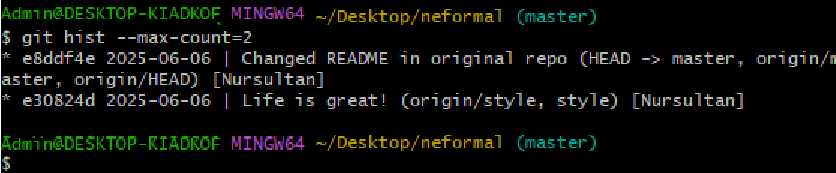 Admin@DESKTOP-KIADKOF MINGW64 ~/Desktop/neformal (master)
$ git hist --max-count=2
* e8ddf4e 2025-06-06 | Changed README in original repo (HEAD -> master, origin/m
aster, origin/HEAD) [Nursultan]
* e30824d 2025-06-06 | Life is great! (origin/style, style) [Nursultan]
Admin@DESKTOP-KIADKOF MINGW64 ~/Desktop/neformal (master)
$